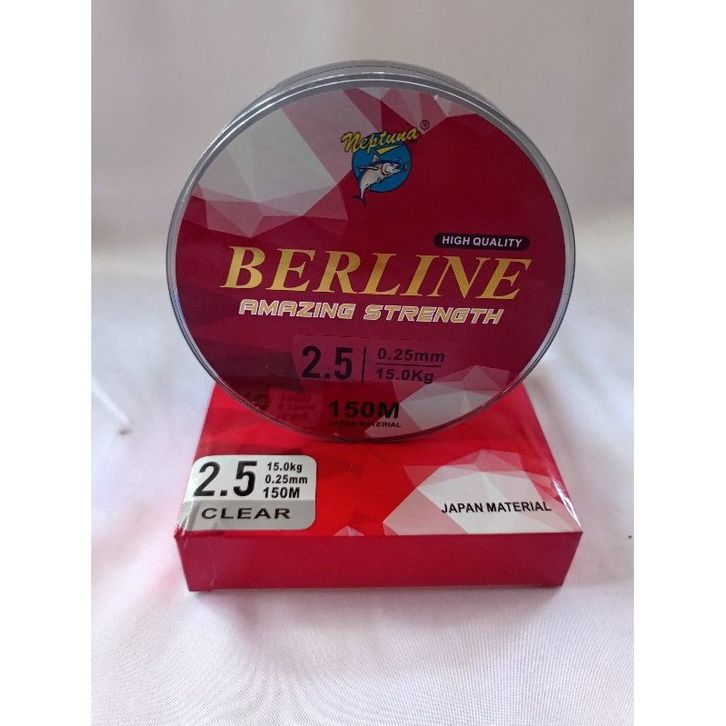 Neptuna®
HIGH QUALITY
BERLINE
AMAZING STRENGTH
2.5
0.25mm
15.0Kg
150M
JAPAN MATERIAL
2.5
15.0kg
0.25mm
150M
CLEAR
JAPAN MATERIAL